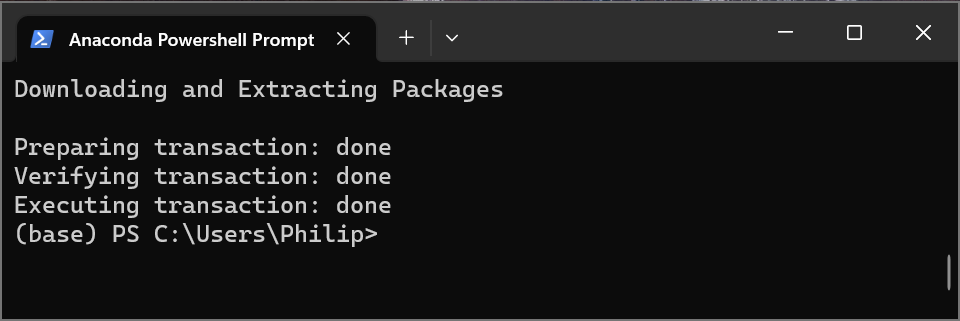 Anaconda Powershell Prompt
Downloading and Extracting Packages
Preparing transaction: done
Verifying transaction: done
Executing transaction: done
(base) PS C:\Users\Philip>